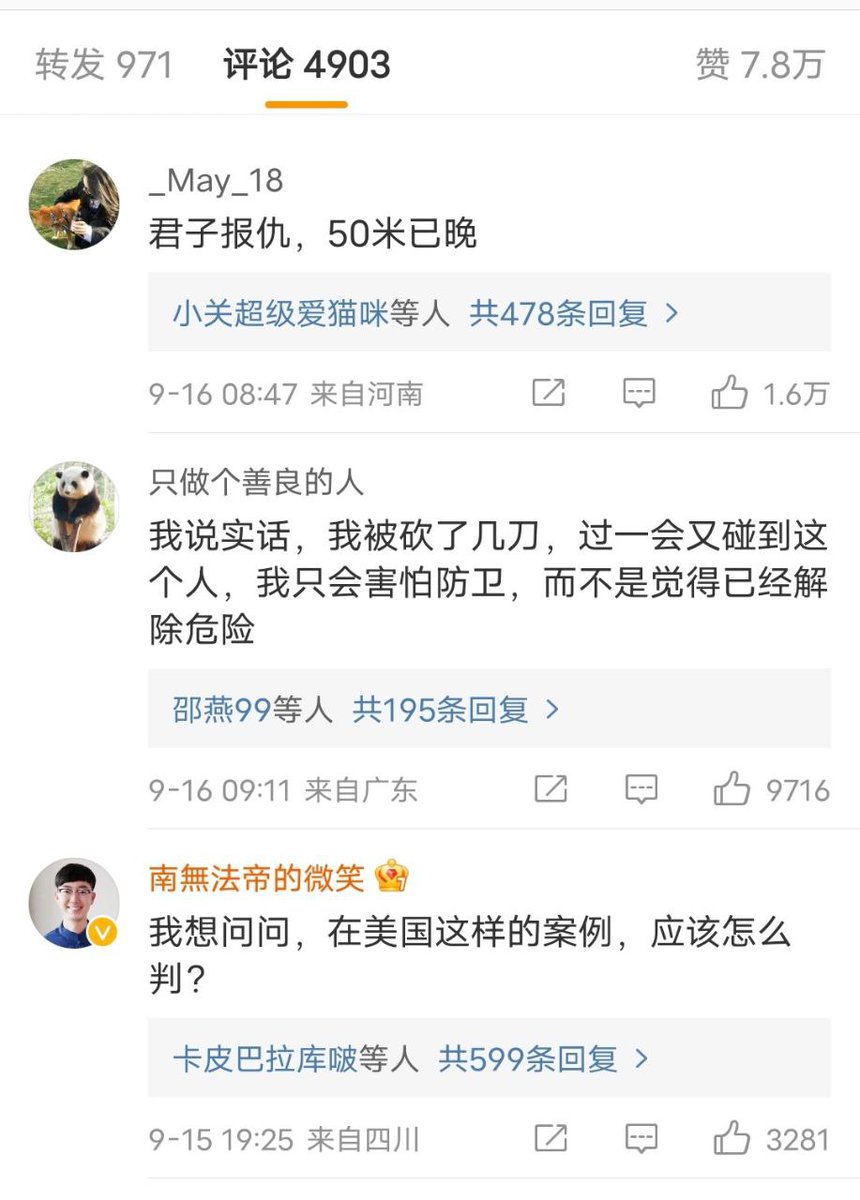 转发 971 评论 4903 赞 7.8万
_May_18
君子报仇，50米已晚
小关超级爱猫咪等人 共478条回复 >
9-16 08:47 来自河南 1.6万
只做个善良的人
我说实话，我被砍了几刀，过一会又碰到这
个人，我只会害怕防卫，而不是觉得已经解
除危险
邵燕99等人 共195条回复 >
9-16 09:11 来自广东 9716
南無法帝的微笑
我想问问，在美国这样的案例，应该怎么
判？
卡皮巴拉库啵等人 共599条回复 >
9-15 19:25 来自四川 3281